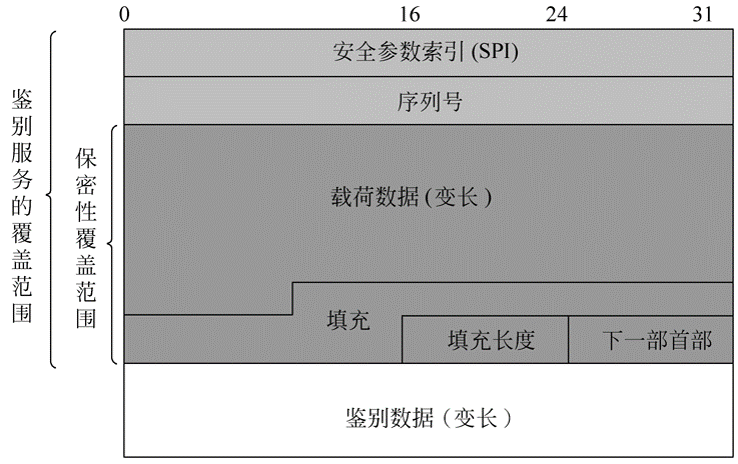 0 16 24 31
安全参数索引(SPI)
序列号
鉴别服务的覆盖范围
保密性覆盖范围
载荷数据(变长)
填充
填充长度
下一部首部
鉴别数据(变长)